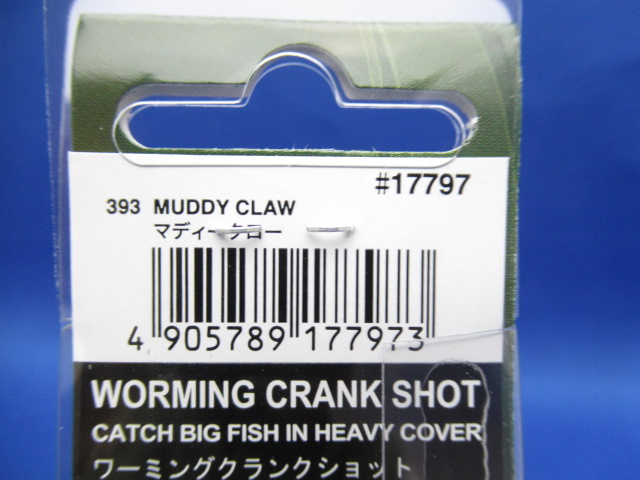 #17797
393 MUDDY CLAW
マディークロー
4 905789 177973
WORMING CRANK SHOT
CATCH BIG FISH IN HEAVY COVER
ワーミングクランクショット